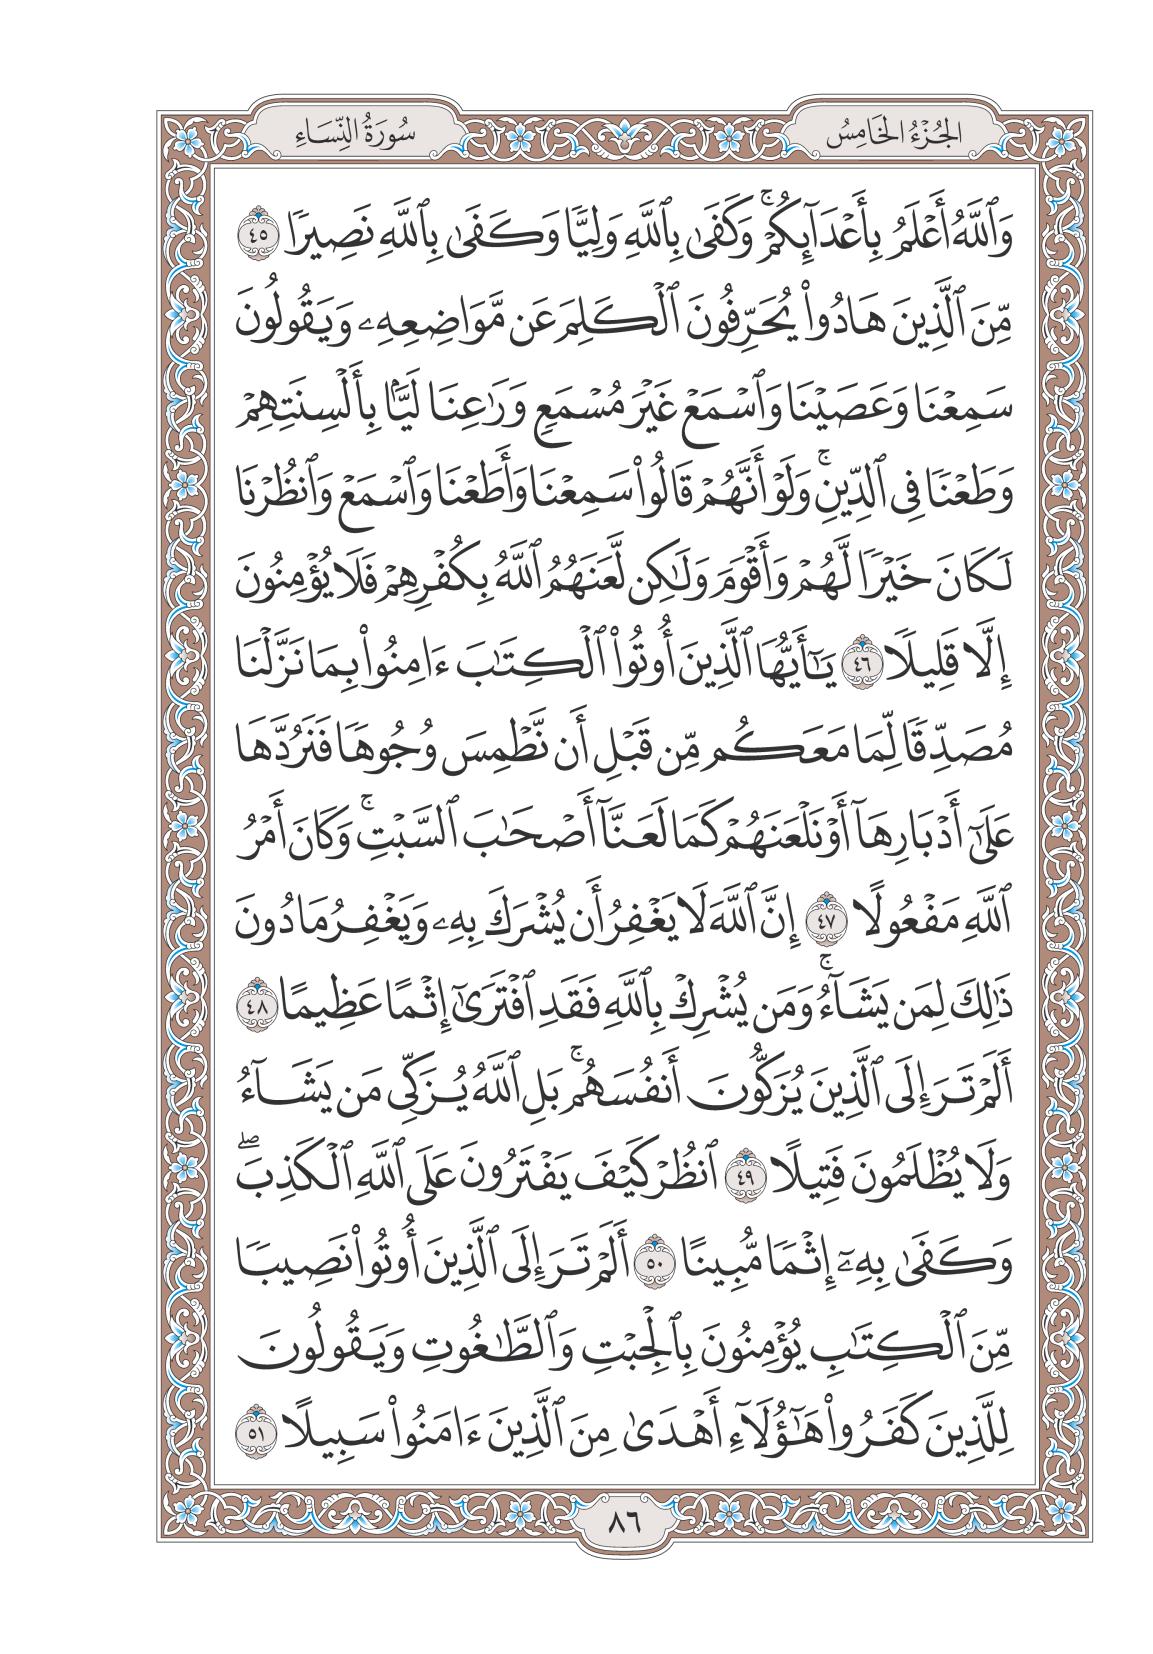 الجُزْءُ الخَامِسُ
سُورَةُ النِّسَاءِ
وَٱللَّهُ أَعْلَمُ بِأَعْدَآئِكُمْۚ وَكَفَىٰ بِٱللَّهِ وَلِيًّا وَكَفَىٰ بِٱللَّهِ نَصِيرًا ٤٥
مِّنَ ٱلَّذِينَ هَادُوا۟ يُحَرِّفُونَ ٱلْكَلِمَ عَن مَّوَاضِعِهِۦ وَيَقُولُونَ
سَمِعْنَا وَعَصَيْنَا وَٱسْمَعْ غَيْرَ مُسْمَعٍ وَرَٰعِنَا لَيًّۢا بِأَلْسِنَتِهِمْ
وَطَعْنًا فِى ٱلدِّينِۚ وَلَوْ أَنَّهُمْ قَالُوا۟ سَمِعْنَا وَأَطَعْنَا وَٱسْمَعْ وَٱنظُرْنَا
لَكَانَ خَيْرًا لَّهُمْ وَأَقْوَمَ وَلَٰكِن لَّعَنَهُمُ ٱللَّهُ بِكُفْرِهِمْ فَلَا يُؤْمِنُونَ
إِلَّا قَلِيلًا ٤٦ يَٰٓأَيُّهَا ٱلَّذِينَ أُوتُوا۟ ٱلْكِتَٰبَ ءَامِنُوا۟ بِمَا نَزَّلْنَا
مُصَدِّقًا لِّمَا مَعَكُم مِّن قَبْلِ أَن نَّطْمِسَ وُجُوهًا فَنَرُدَّهَا
عَلَىٰٓ أَدْبَارِهَآ أَوْ نَلْعَنَهُمْ كَمَا لَعَنَّآ أَصْحَٰبَ ٱلسَّبْتِۚ وَكَانَ أَمْرُ
ٱللَّهِ مَفْعُولًا ٤٧ إِنَّ ٱللَّهَ لَا يَغْفِرُ أَن يُشْرَكَ بِهِۦ وَيَغْفِرُ مَا دُونَ
ذَٰلِكَ لِمَن يَشَآءُۚ وَمَن يُشْرِكْ بِٱللَّهِ فَقَدِ ٱفْتَرَىٰٓ إِثْمًا عَظِيمًا ٤٨
أَلَمْ تَرَ إِلَى ٱلَّذِينَ يُزَكُّونَ أَنفُسَهُمۚ بَلِ ٱللَّهُ يُزَكِّى مَن يَشَآءُ
وَلَا يُظْلَمُونَ فَتِيلًا ٤٩ ٱنظُرْ كَيْفَ يَفْتَرُونَ عَلَى ٱللَّهِ ٱلْكَذِبَۖ
وَكَفَىٰ بِهِۦٓ إِثْمًا مُّبِينًا ٥٠ أَلَمْ تَرَ إِلَى ٱلَّذِينَ أُوتُوا۟ نَصِيبًا
مِّنَ ٱلْكِتَٰبِ يُؤْمِنُونَ بِٱلْجِبْتِ وَٱلطَّٰغُوتِ وَيَقُولُونَ
لِلَّذِينَ كَفَرُوا۟ هَٰٓؤُلَآءِ أَهْدَىٰ مِنَ ٱلَّذِينَ ءَامَنُوا۟ سَبِيلًا ٥١
٨٦